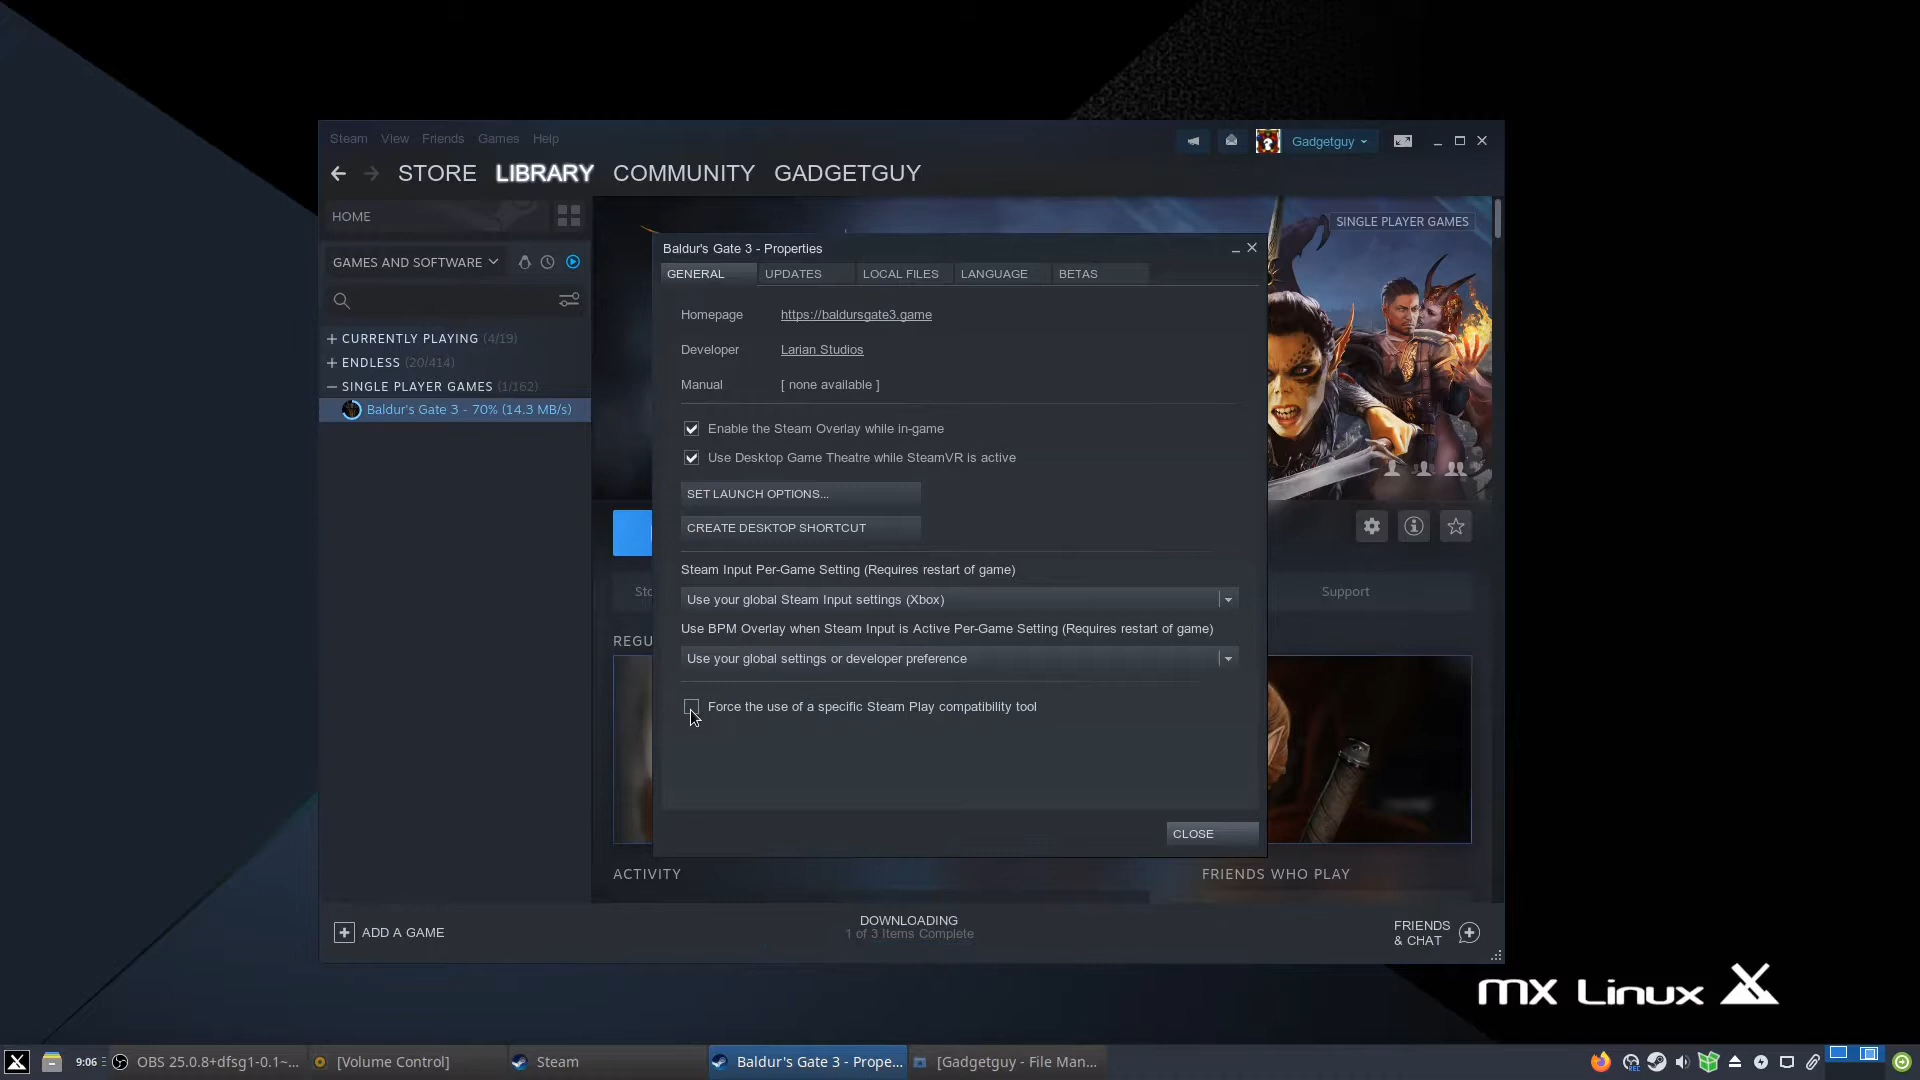 Steam View Friends Games Help
Gadgetguy
STORE LIBRARY COMMUNITY GADGETGUY
HOME
SINGLE PLAYER GAMES
GAMES AND SOFTWARE
+ CURRENTLY PLAYING (4/19)
+ ENDLESS (20/414)
— SINGLE PLAYER GAMES (1/162)
Baldur's Gate 3 - 70% (14.3 MB/s)
Baldur's Gate 3 - Properties
GENERAL UPDATES LOCAL FILES LANGUAGE BETAS
Homepage https://baldursgate3.game
Developer Larian Studios
Manual [ none available ]
Enable the Steam Overlay while in-game
Use Desktop Game Theatre while SteamVR is active
SET LAUNCH OPTIONS...
CREATE DESKTOP SHORTCUT
Steam Input Per-Game Setting (Requires restart of game)
Use your global Steam Input settings (Xbox)
Use BPM Overlay when Steam Input is Active Per-Game Setting (Requires restart of game)
Use your global settings or developer preference
Force the use of a specific Steam Play compatibility tool
CLOSE
Sto
Support
REGU
ACTIVITY
FRIENDS WHO PLAY
ADD A GAME
DOWNLOADING
1 of 3 Items Complete
FRIENDS
& CHAT
MX Linux
9:06 OBS 25.0.8+dfsg1-0.1~... [Volume Control] Steam Baldur's Gate 3 - Prope... [Gadgetguy - File Man...
REC